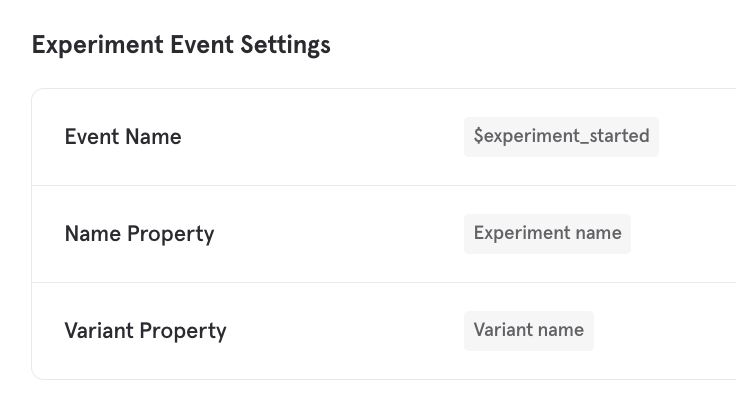 Experiment Event Settings
Event Name
$experiment_started
Name Property
Experiment name
Variant Property
Variant name